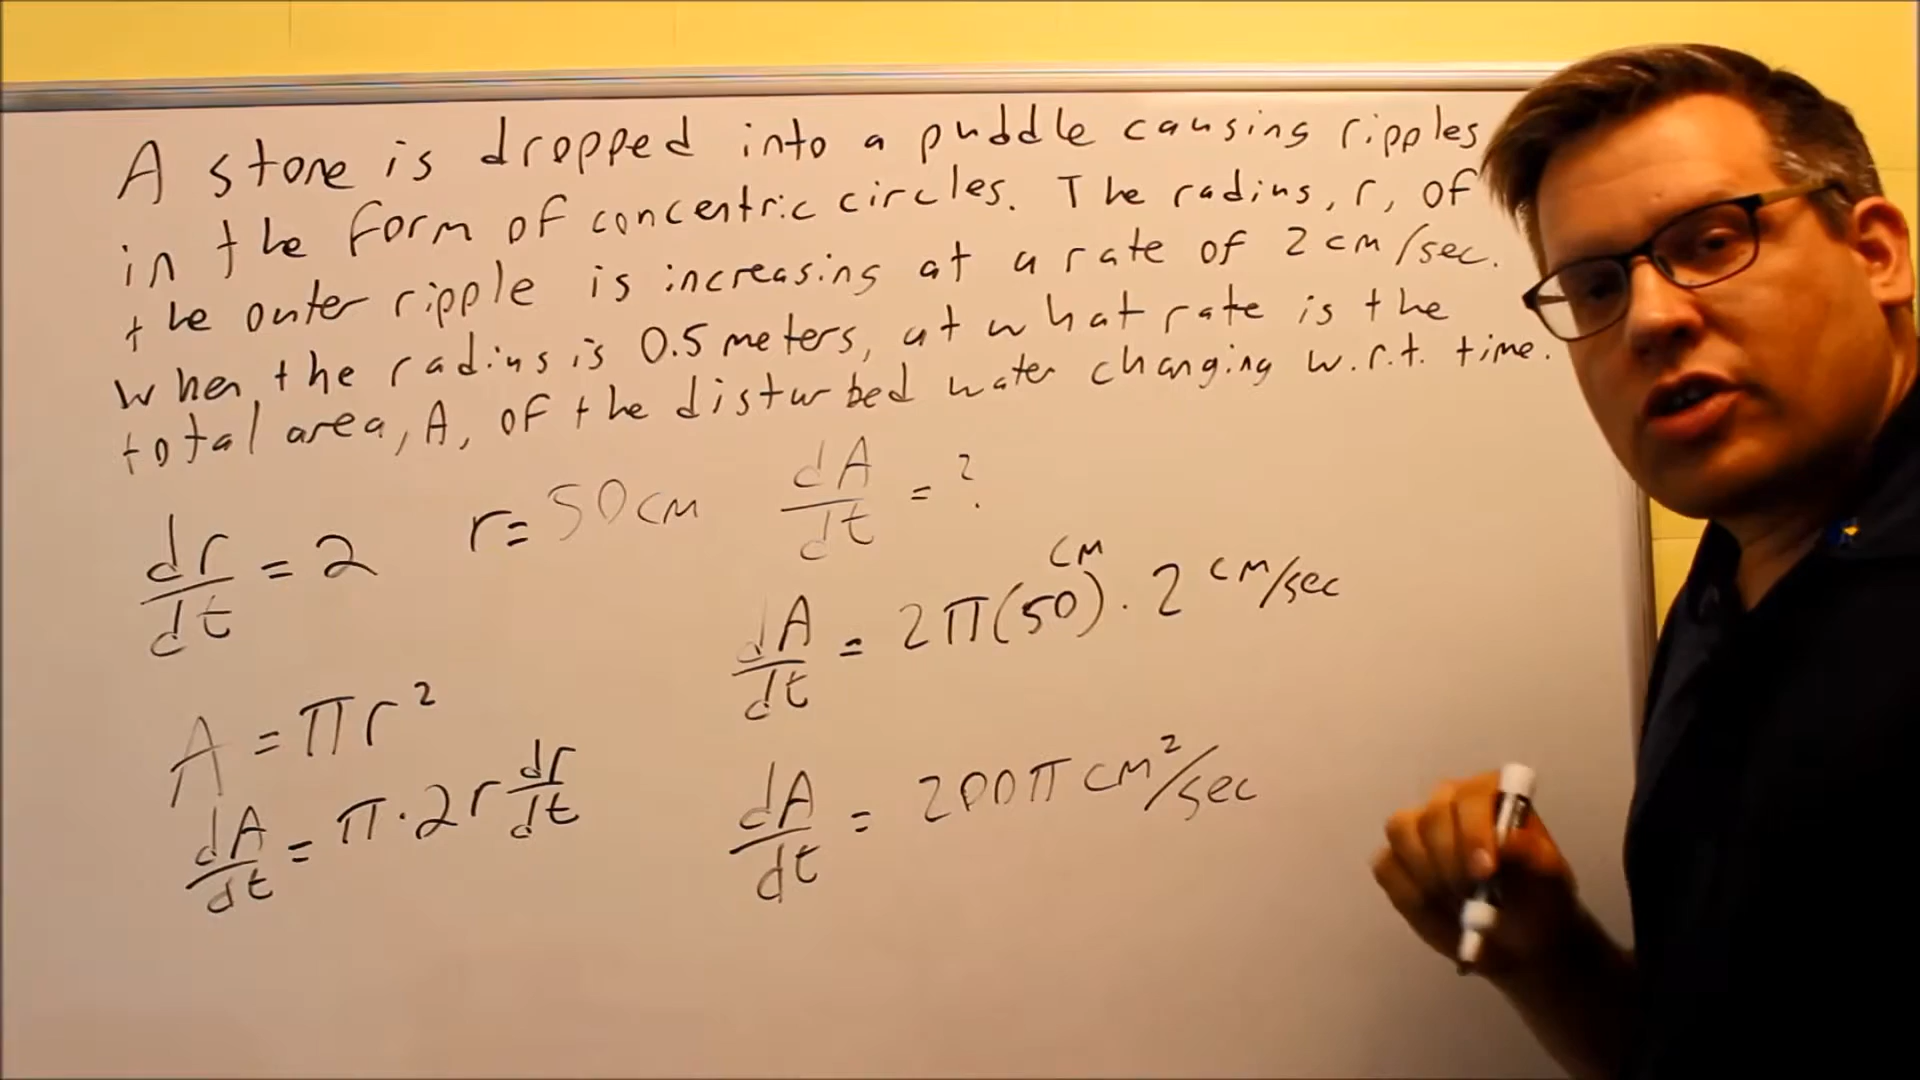 A stone is dropped into a puddle causing ripples
in the form of concentric circles. The radius, r, of
the outer ripple is increasing at a rate of 2 cm/sec.
When the radius is 0.5 meters, at what rate is the
total area, A, of the disturbed water changing w.r.t. time.
dr/dt = 2 r = 50cm dA/dt = ?
dA/dt = 2π(50) cm · 2 cm/sec
A = πr²
dA/dt = π·2r dr/dt
dA/dt = 200π cm²/sec